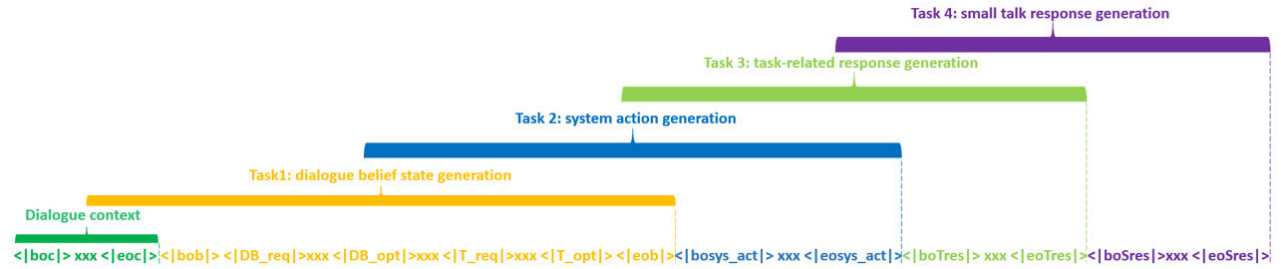 Task 4: small talk response generation
Task 3: task-related response generation
Task 2: system action generation
Task1: dialogue belief state generation
Dialogue context
<|boc|> xxx <|eoc|><|bob|> <|DB_req|>xxx <|DB_opt|>xxx <|T_req|>xxx <|T_opt|> <|eob|><|bosys_act|> xxx <|eosys_act|><|boTres|> xxx <|eoTres|><|boSres|>xxx <|eoSres|>